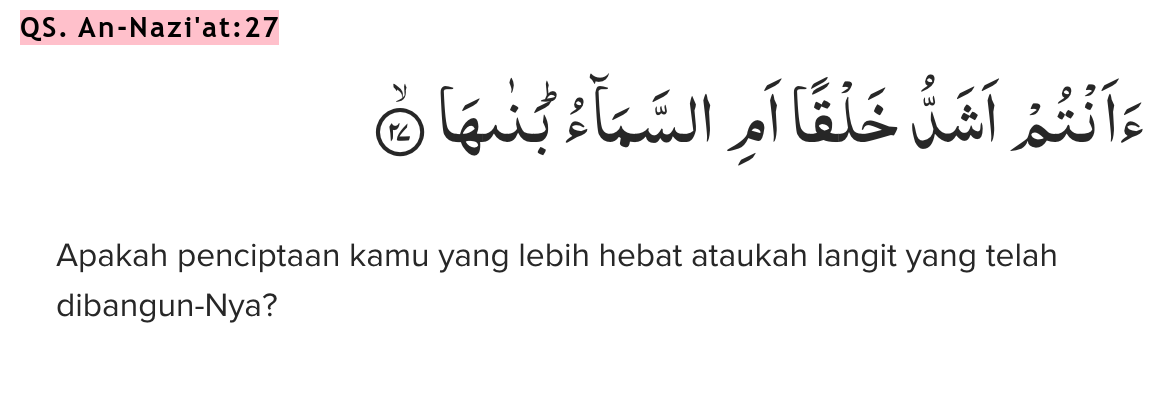 QS. An-Nazi'at:27
ءَاَنْتُمْ اَشَدُّ خَلْقًا اَمِ السَّمَاۤءُ ۗبَنٰىهَاۙ ٢٧
Apakah penciptaan kamu yang lebih hebat ataukah langit yang telah
dibangun-Nya?